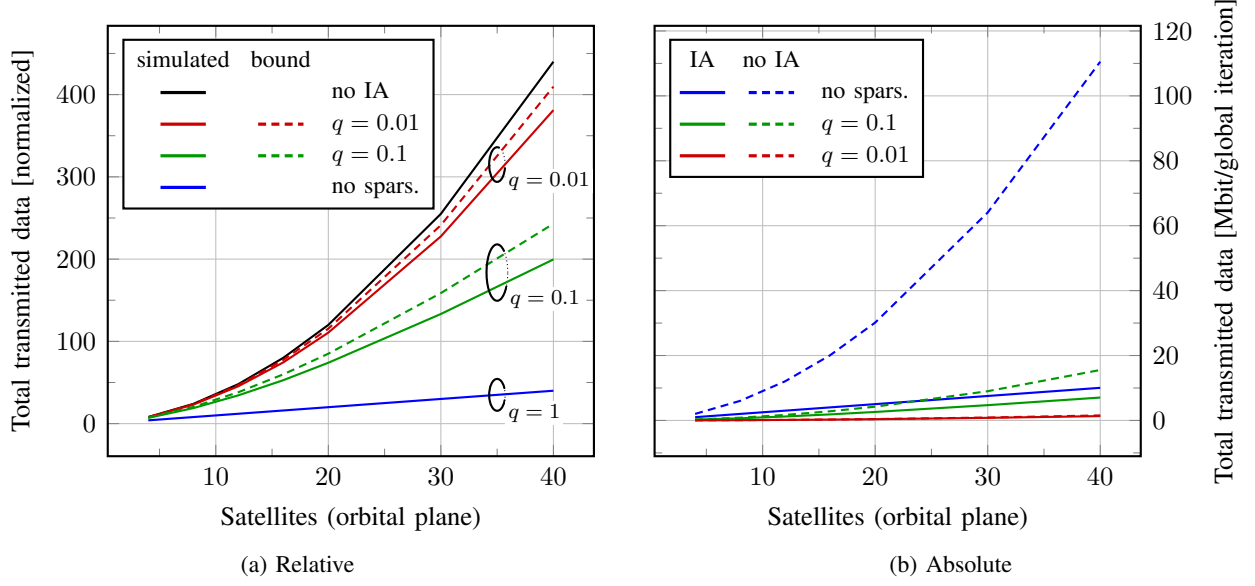 Total transmitted data [normalized]
400
300
200
100
0
simulated bound
no IA
q = 0.01
q = 0.1
no spars.
q = 0.01
q = 0.1
q = 1
10 20 30 40
Satellites (orbital plane)
(a) Relative
IA no IA
no spars.
q = 0.1
q = 0.01
120
100
80
60
40
20
0
Total transmitted data [Mbit/global iteration]
10 20 30 40
Satellites (orbital plane)
(b) Absolute